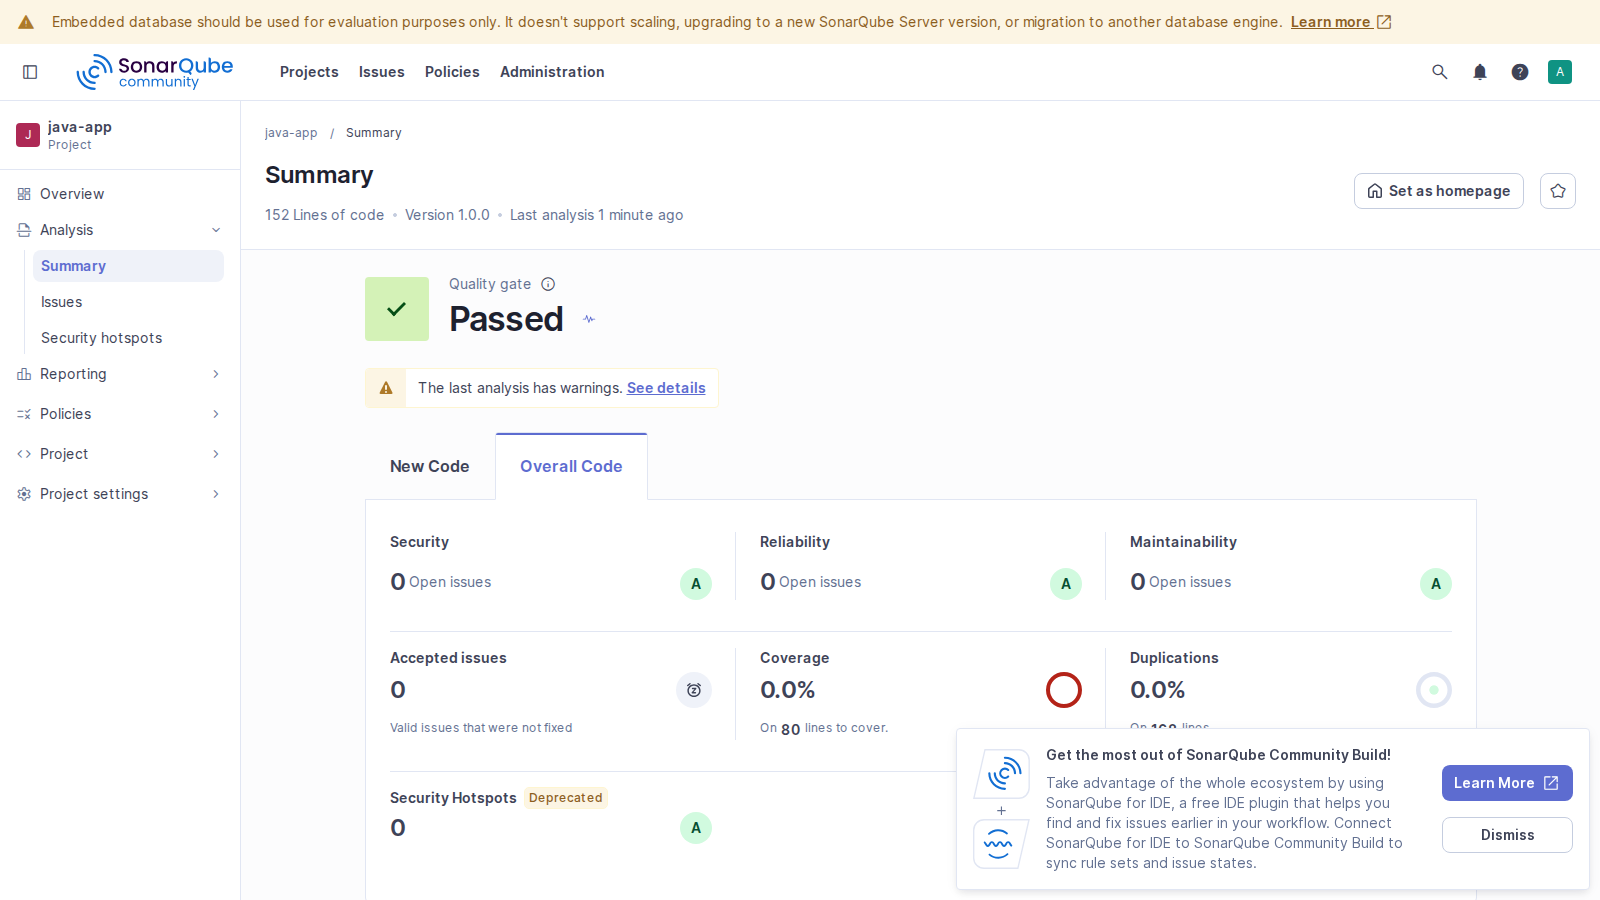 Embedded database should be used for evaluation purposes only. It doesn't support scaling, upgrading to a new SonarQube Server version, or migration to another database engine. Learn more
SonarQube
community
Projects
Issues
Policies
Administration
?
A
J
java-app
Project
Overview
Analysis
Summary
Issues
Security hotspots
Reporting
Policies
Project
Project settings
java-app / Summary
Summary
152 Lines of code • Version 1.0.0 • Last analysis 1 minute ago
Set as homepage
Quality gate
Passed
The last analysis has warnings. See details
New Code
Overall Code
Security
0 Open issues
A
Reliability
0 Open issues
A
Maintainability
0 Open issues
A
Accepted issues
0
Valid issues that were not fixed
Coverage
0.0%
On 80 lines to cover.
Duplications
0.0%
Security Hotspots Deprecated
0
A
Get the most out of SonarQube Community Build!
Take advantage of the whole ecosystem by using
SonarQube for IDE, a free IDE plugin that helps you
find and fix issues earlier in your workflow. Connect
SonarQube for IDE to SonarQube Community Build to
sync rule sets and issue states.
+
Learn More
Dismiss